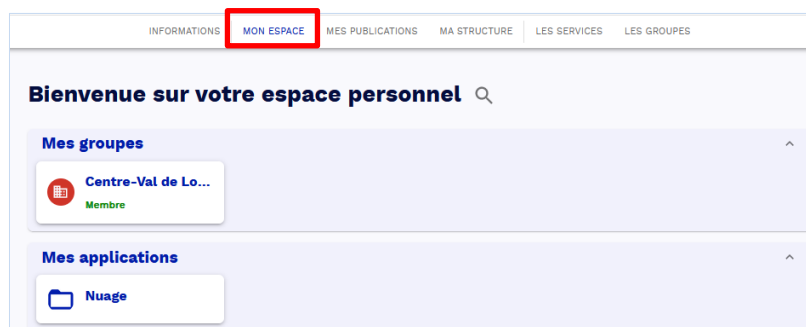 INFORMATIONS MON ESPACE MES PUBLICATIONS MA STRUCTURE LES SERVICES LES GROUPES
Bienvenue sur votre espace personnel
Mes groupes
Centre-Val de Lo...
Membre
Mes applications
Nuage